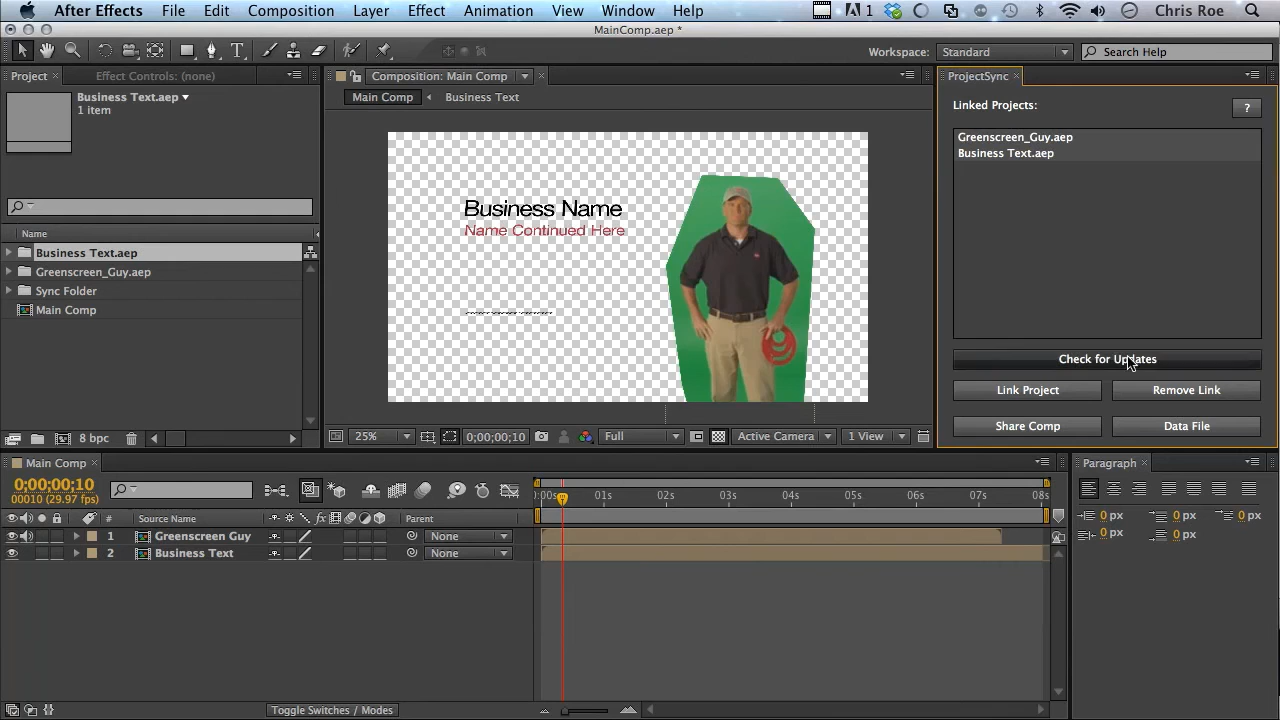 After Effects File Edit Composition Layer Effect Animation View Window Help 1 Chris Roe
MainComp.aep *
Workspace: Standard Search Help
Project Effect Controls: (none) Composition: Main Comp ProjectSync
Business Text.aep
1 item
Main Comp Business Text
Linked Projects: ?
Greenscreen_Guy.aep
Business Text.aep
Business Name
Name Continued Here
Name
Business Text.aep
Greenscreen_Guy.aep
Sync Folder
Main Comp
Check for Updates
Link Project Remove Link
Share Comp Data File
8 bpc
25% 0;00;00;10 Full Active Camera 1 View
Main Comp
Paragraph
0;00;00;10
00010 (29.97 fps)
:00s 01s 02s 03s 04s 05s 06s 07s 08s
# Source Name fx Parent
1 Greenscreen Guy None
2 Business Text None
0 px 0 px 0 px
0 px 0 px
Toggle Switches / Modes